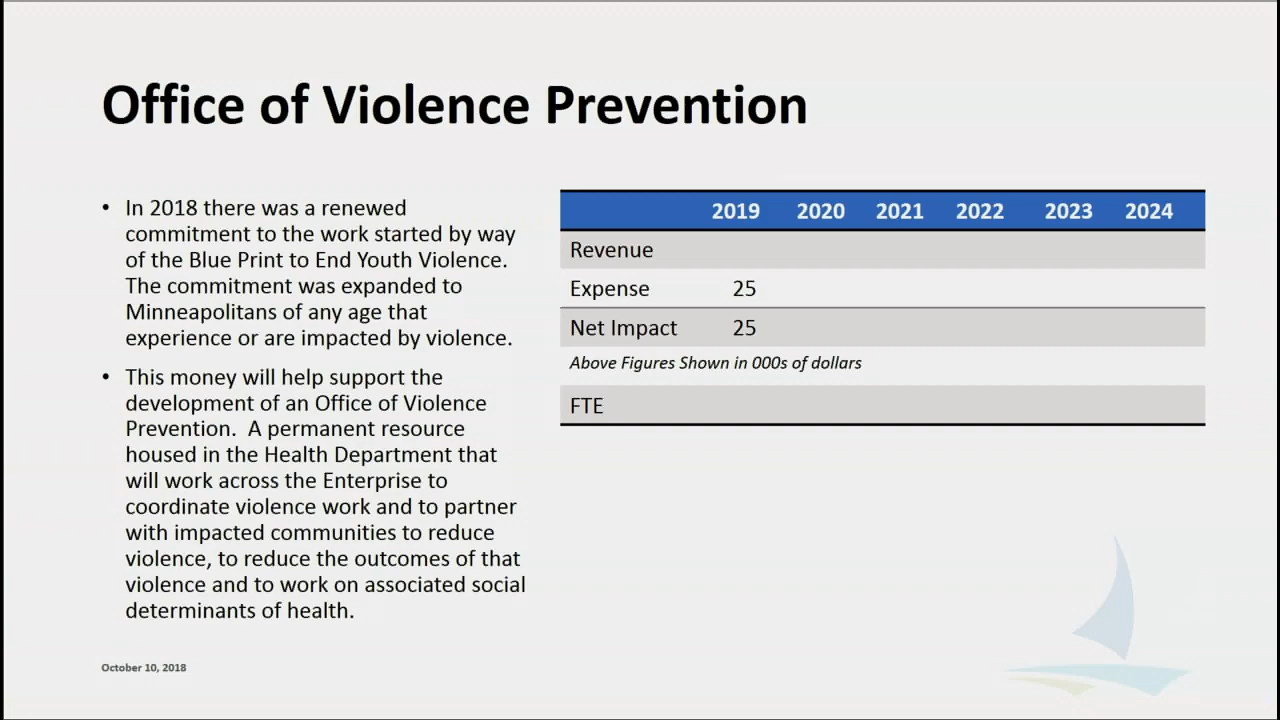 Office of Violence Prevention
• In 2018 there was a renewed
commitment to the work started by way
of the Blue Print to End Youth Violence.
The commitment was expanded to
Minneapolitans of any age that
experience or are impacted by violence.
• This money will help support the
development of an Office of Violence
Prevention.  A permanent resource
housed in the Health Department that
will work across the Enterprise to
coordinate violence work and to partner
with impacted communities to reduce
violence, to reduce the outcomes of that
violence and to work on associated social
determinants of health.
2019 2020 2021 2022 2023 2024
Revenue
Expense 25
Net Impact 25
Above Figures Shown in 000s of dollars
FTE
October 10, 2018